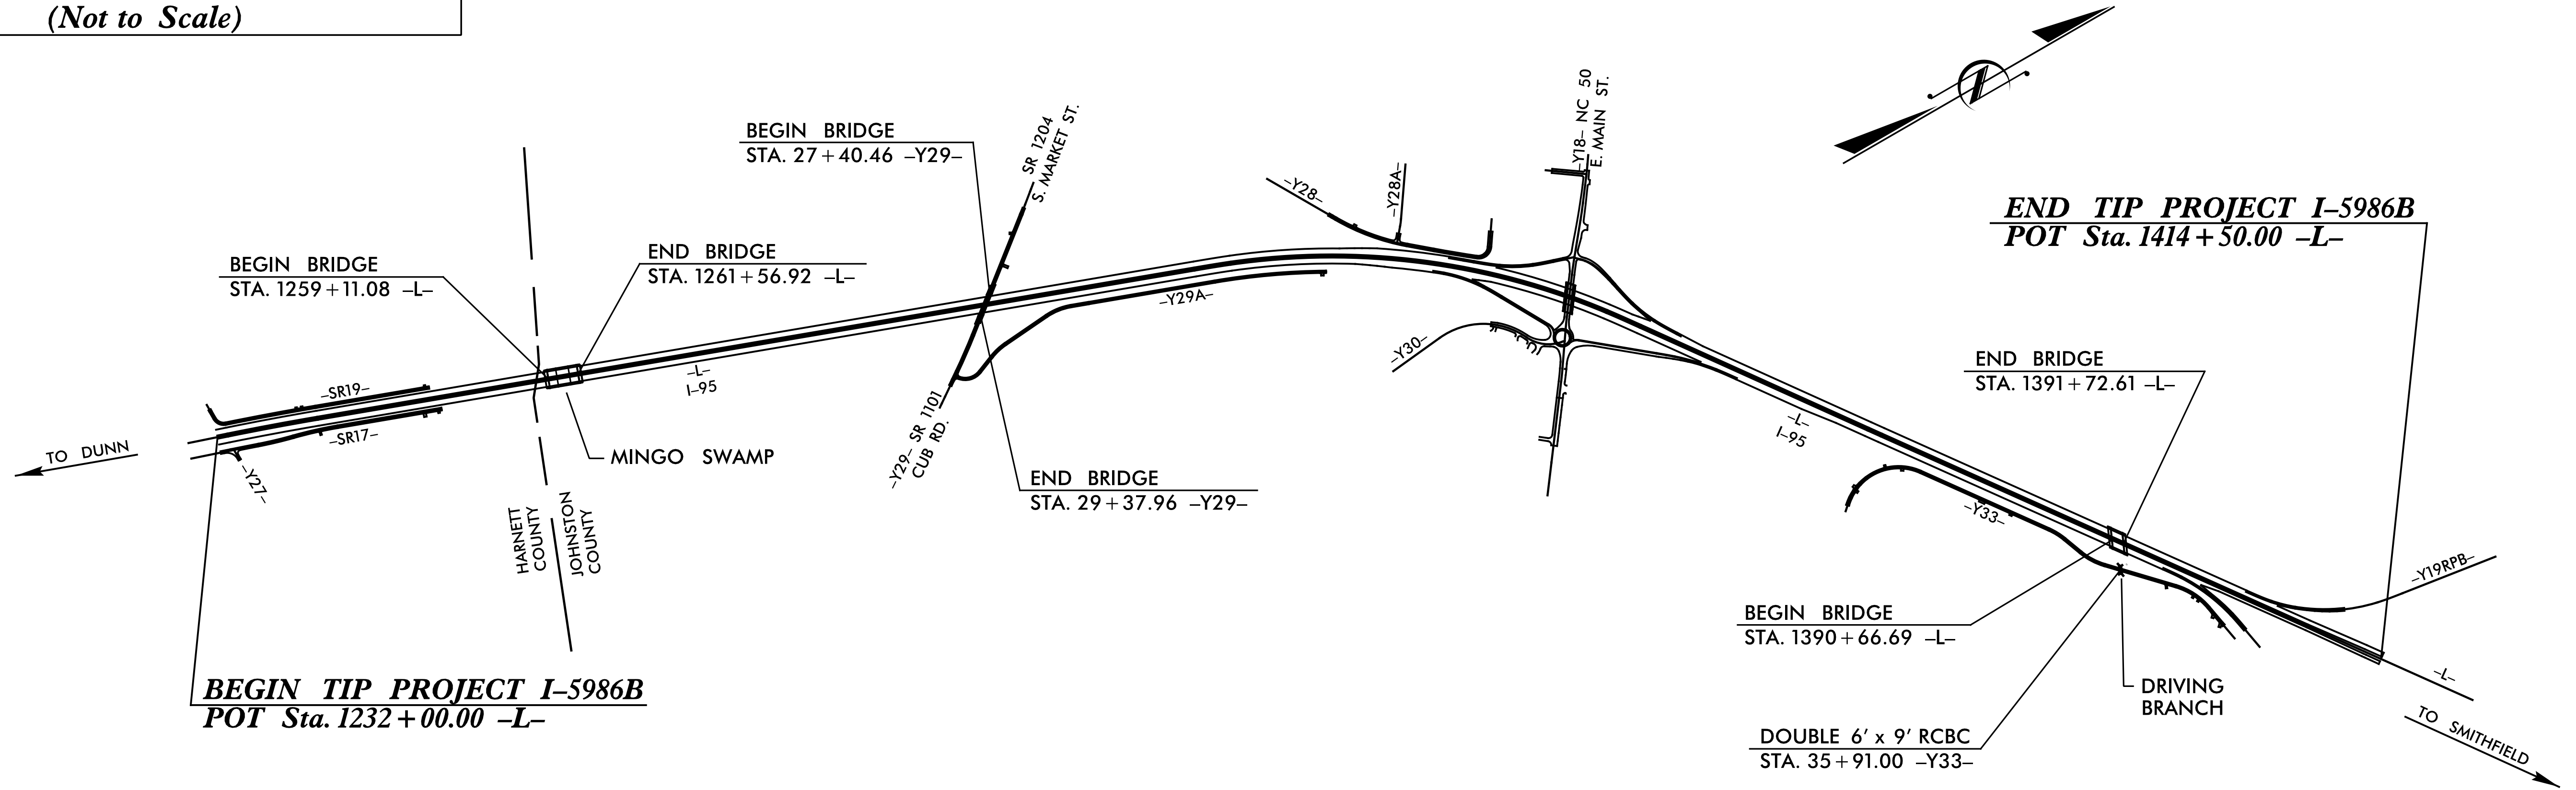 (Not to Scale)
N
BEGIN BRIDGE
STA. 27+40.46 –Y29–
SR 1204
S. MARKET ST.
–Y18– NC 50
E. MAIN ST.
–Y28–
–Y28A–
END TIP PROJECT I–5986B
POT Sta. 1414+50.00 –L–
BEGIN BRIDGE
STA. 1259+11.08 –L–
END BRIDGE
STA. 1261+56.92 –L–
–Y29A–
–Y30–
END BRIDGE
STA. 1391+72.61 –L–
–SR19–
–SR17–
–L–
I–95
–L–
I–95
TO DUNN
–Y27–
MINGO SWAMP
–Y29– SR 1101
CUB RD.
END BRIDGE
STA. 29+37.96 –Y29–
HARNETT
COUNTY
JOHNSTON
COUNTY
–Y33–
–Y19RPB–
BEGIN BRIDGE
STA. 1390+66.69 –L–
BEGIN TIP PROJECT I–5986B
POT Sta. 1232+00.00 –L–
DRIVING
BRANCH
–L–
TO SMITHFIELD
DOUBLE 6' x 9' RCBC
STA. 35+91.00 –Y33–